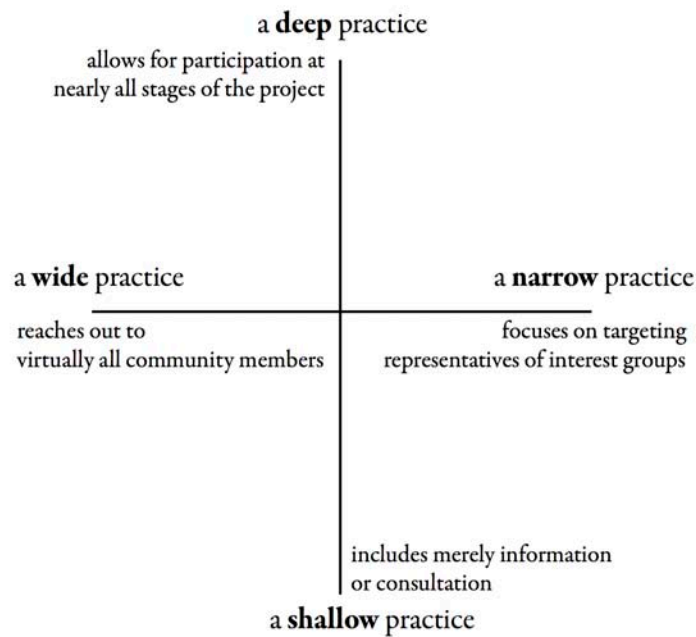 a deep practice
allows for participation at
nearly all stages of the project
a wide practice
a narrow practice
reaches out to
virtually all community members
focuses on targeting
representatives of interest groups
includes merely information
or consultation
a shallow practice